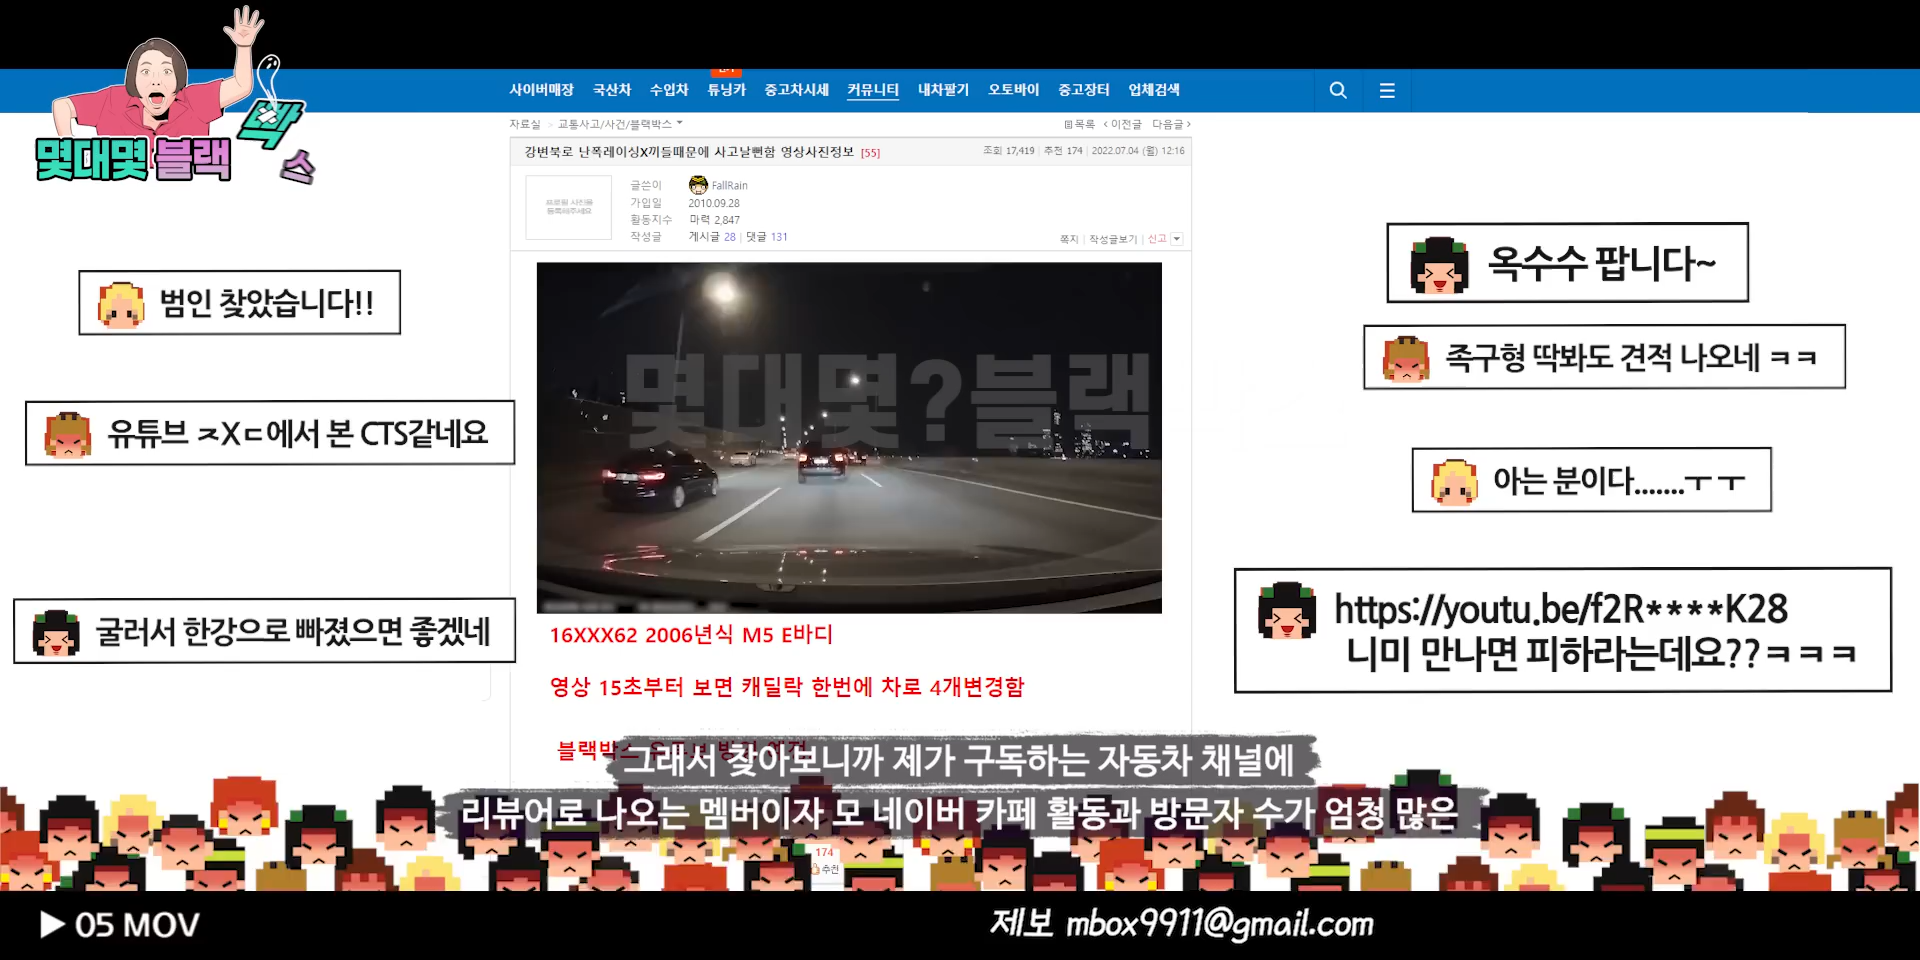 몇대몇 블랙박스
사이버매장 국산차 수입차 튜닝카 중고차시세 커뮤니티 내차팔기 오토바이 중고장터 업체검색
자료실 > 교통사고/사건/블랙박스
목록 이전글 다음글
강변북로 난폭레이싱X끼들때문에 사고날뻔함 영상사진정보 [55]
조회 17,419 | 추천 174 | 2022.07.04 (월) 12:16
프로필 사진을
등록해주세요
글쓴이 FallRain
가입일 2010.09.28
활동지수 마력 2,847
작성글 게시글 28 | 댓글 131
쪽지 | 작성글보기 | 신고
범인 찾았습니다!!
유튜브 ㅈXㄷ에서 본 CTS같네요
굴러서 한강으로 빠졌으면 좋겠네
몇대몇?블랙
옥수수 팝니다~
족구형 딱봐도 견적 나오네 ㅋㅋ
아는 분이다.......ㅜㅜ
https://youtu.be/f2R****K28
니미 만나면 피하라는데요??ㅋㅋㅋ
16XXX62 2006년식 M5 E바디
영상 15초부터 보면 캐딜락 한번에 차로 4개변경함
그래서 찾아보니까 제가 구독하는 자동차 채널에
리뷰어로 나오는 멤버이자 모 네이버 카페 활동과 방문자 수가 엄청 많은
174
추천
05 MOV
제보 mbox9911@gmail.com